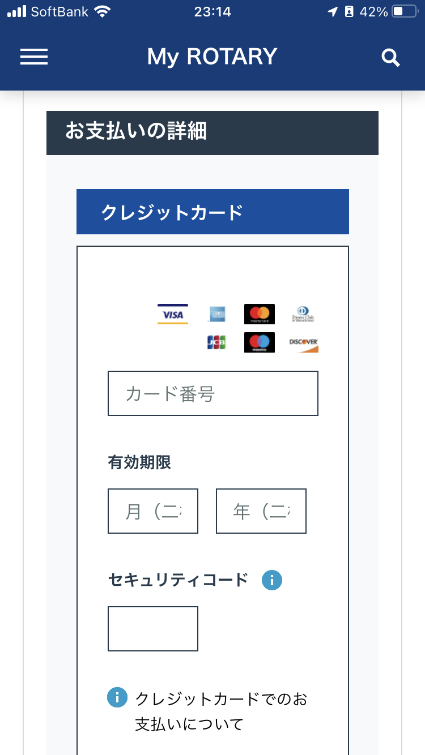 SoftBank 23:14 42%
My ROTARY
お支払いの詳細
クレジットカード
VISA
JCB DISCOVER
カード番号
有効期限
月（二 年（二
セキュリティコード
クレジットカードでのお
支払いについて